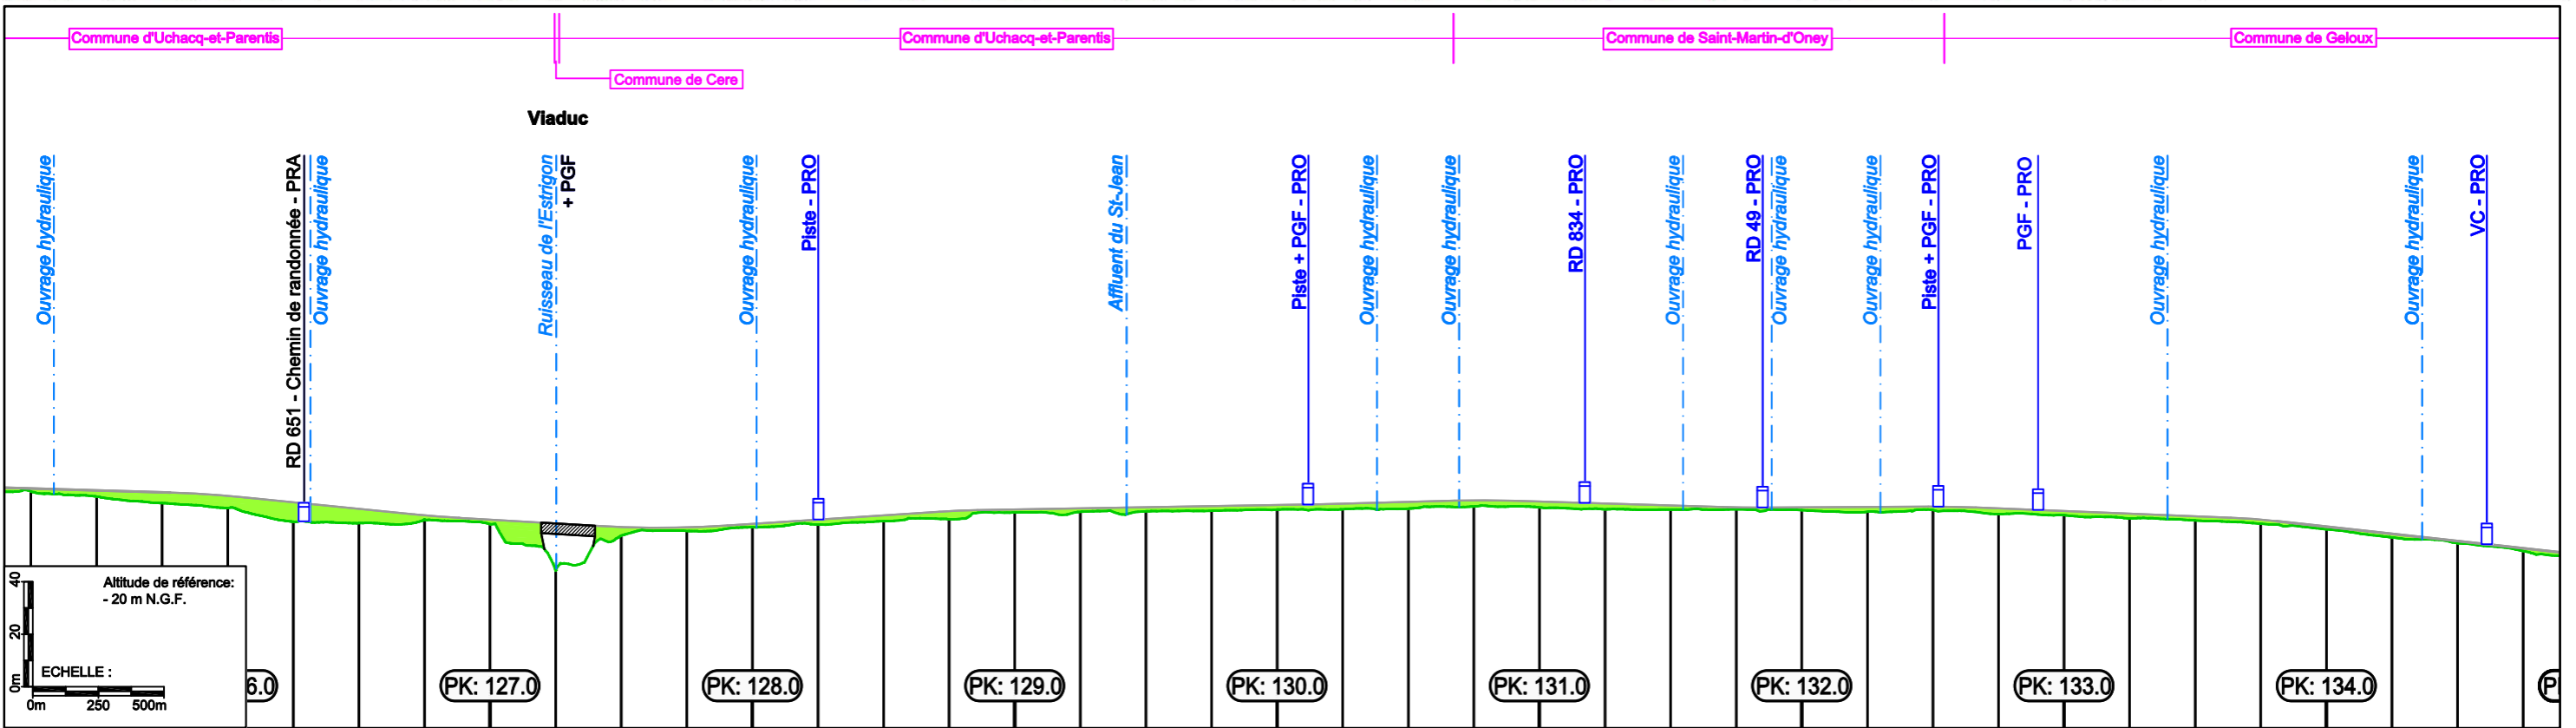 Commune d'Uchacq-et-Parentis
Commune d'Uchacq-et-Parentis
Commune de Saint-Martin-d'Oney
Commune de Geloux
Commune de Cere
Viaduc
Ouvrage hydraulique
RD 651 - Chemin de randonnée - PRA
Ouvrage hydraulique
Ruisseau de l'Estrigon
+ PGF
Ouvrage hydraulique
Piste - PRO
Affluent du St-Jean
Piste + PGF - PRO
Ouvrage hydraulique
Ouvrage hydraulique
RD 834 - PRO
Ouvrage hydraulique
RD 49 - PRO
Ouvrage hydraulique
Ouvrage hydraulique
Piste + PGF - PRO
PGF - PRO
Ouvrage hydraulique
Ouvrage hydraulique
VC - PRO
Altitude de référence:
- 20 m N.G.F.
40
20
0m
ECHELLE :
0m 250 500m
6.0
PK: 127.0
PK: 128.0
PK: 129.0
PK: 130.0
PK: 131.0
PK: 132.0
PK: 133.0
PK: 134.0